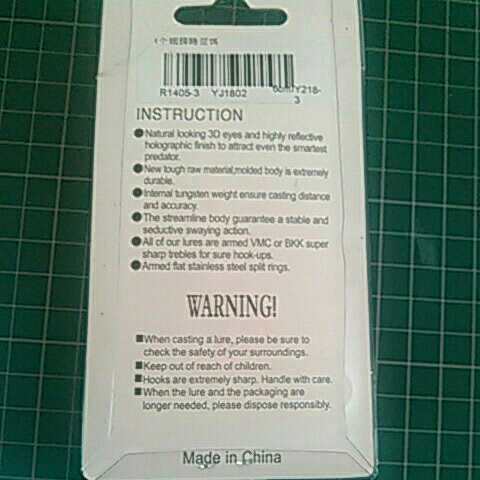 R1405-3 YJ1802
Y218-
3
INSTRUCTION
●Natural looking 3D eyes and highly reflective
holographic finish to attract even the smartest
predator.
●New tough raw material,molded body is extremely
durable.
●Internal tungsten weight ensure casting distance
and accuracy.
●The streamline body guarantee a stable and
seductive swaying action.
●All of our lures are armed VMC or BKK super
sharp trebles for sure hook-ups.
●Armed flat stainless steel split rings.
WARNING!
■When casting a lure, please be sure to
check the safety of your surroundings.
■Keep out of reach of children.
■Hooks are extremely sharp. Handle with care.
■When the lure and the packaging are
longer needed, please dispose responsibly.
Made in China